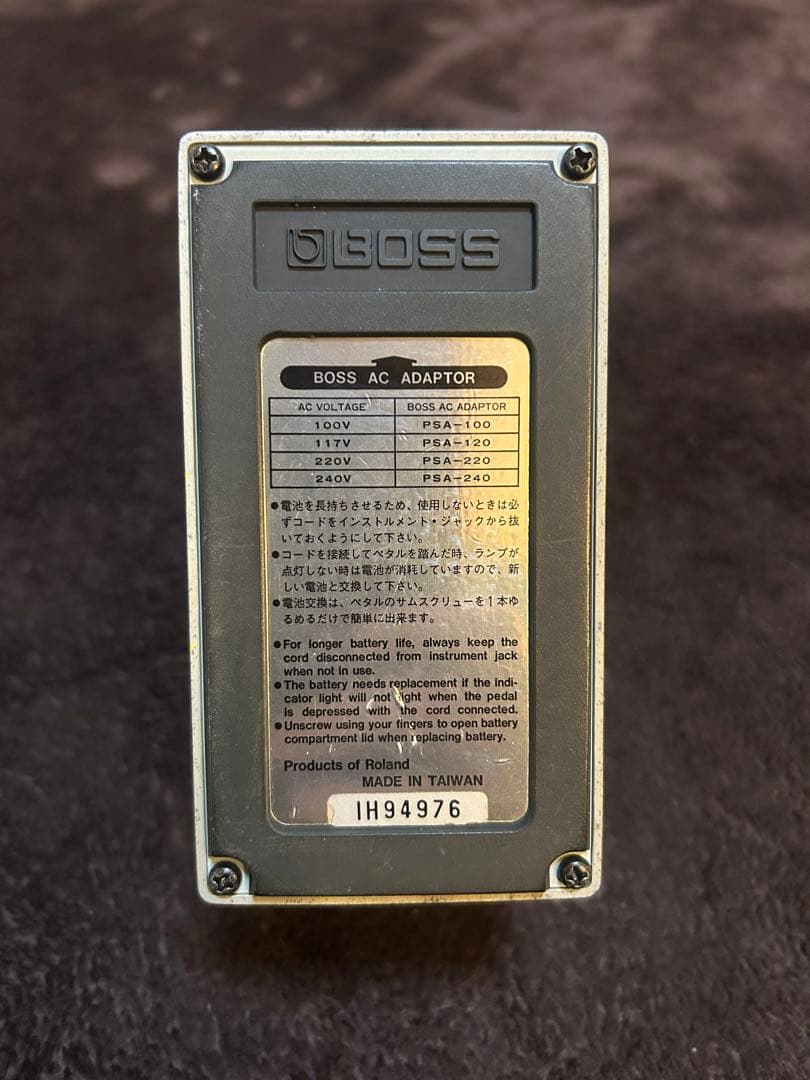 BOSS
BOSS AC ADAPTOR
AC VOLTAGE BOSS AC ADAPTOR
100V PSA-100
117V PSA-120
220V PSA-220
240V PSA-240
●電池を長持ちさせるため、使用しないときは必
ずコードをインストルメント・ジャックから抜
いておくようにして下さい。
●コードを接続してペタルを踏んだ時、ランプが
点灯しない時は電池が消耗していますので、新
しい電池と交換して下さい。
●電池交換は、ペタルのサムスクリューを1本ゆ
るめるだけで簡単に出来ます。
●For longer battery life, always keep the
cord disconnected from instrument jack
when not in use.
●The battery needs replacement if the indi-
cator light will not light when the pedal
is depressed with the cord connected.
●Unscrew using your fingers to open battery
compartment lid when replacing battery.
Products of Roland
MADE IN TAIWAN
IH94976